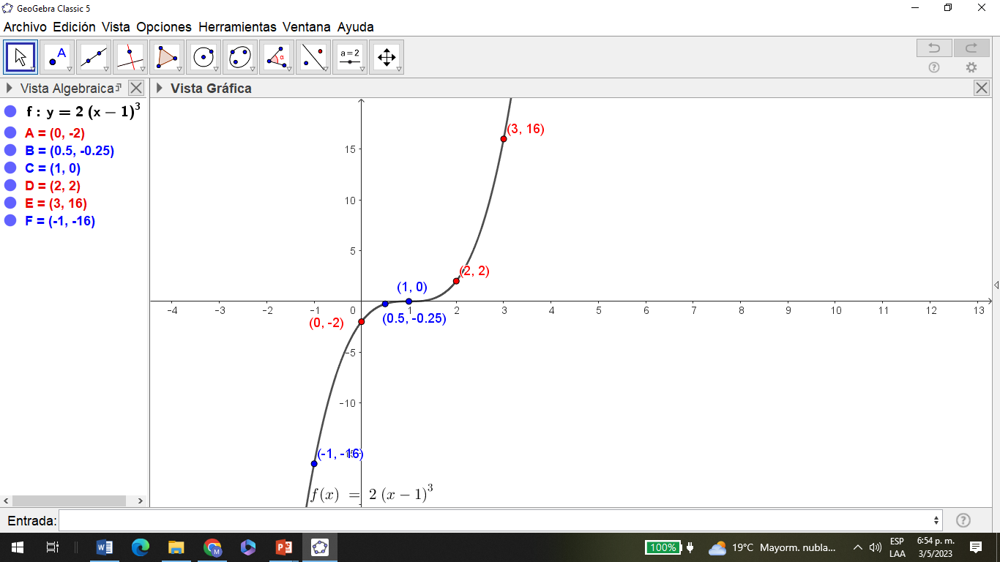 GeoGebra Classic 5
Archivo Edición Vista Opciones Herramientas Ventana Ayuda
A
α
a = 2
Vista Algebraica
Vista Gráfica
f : y = 2 (x − 1)³
A = (0, -2)
B = (0.5, -0.25)
C = (1, 0)
D = (2, 2)
E = (3, 16)
F = (-1, -16)
(3, 16)
15
10
5
(2, 2)
(1, 0)
−4 −3 −2 −1 0 1 2 3 4 5 6 7 8 9 10 11 12 13
(0, -2)
(0.5, -0.25)
−5
−10
(-1, -16)
f(x) = 2 (x − 1)³
Entrada:
100%
19°C Mayorm. nubla...
ESP
LAA
6:54 p. m.
3/5/2023